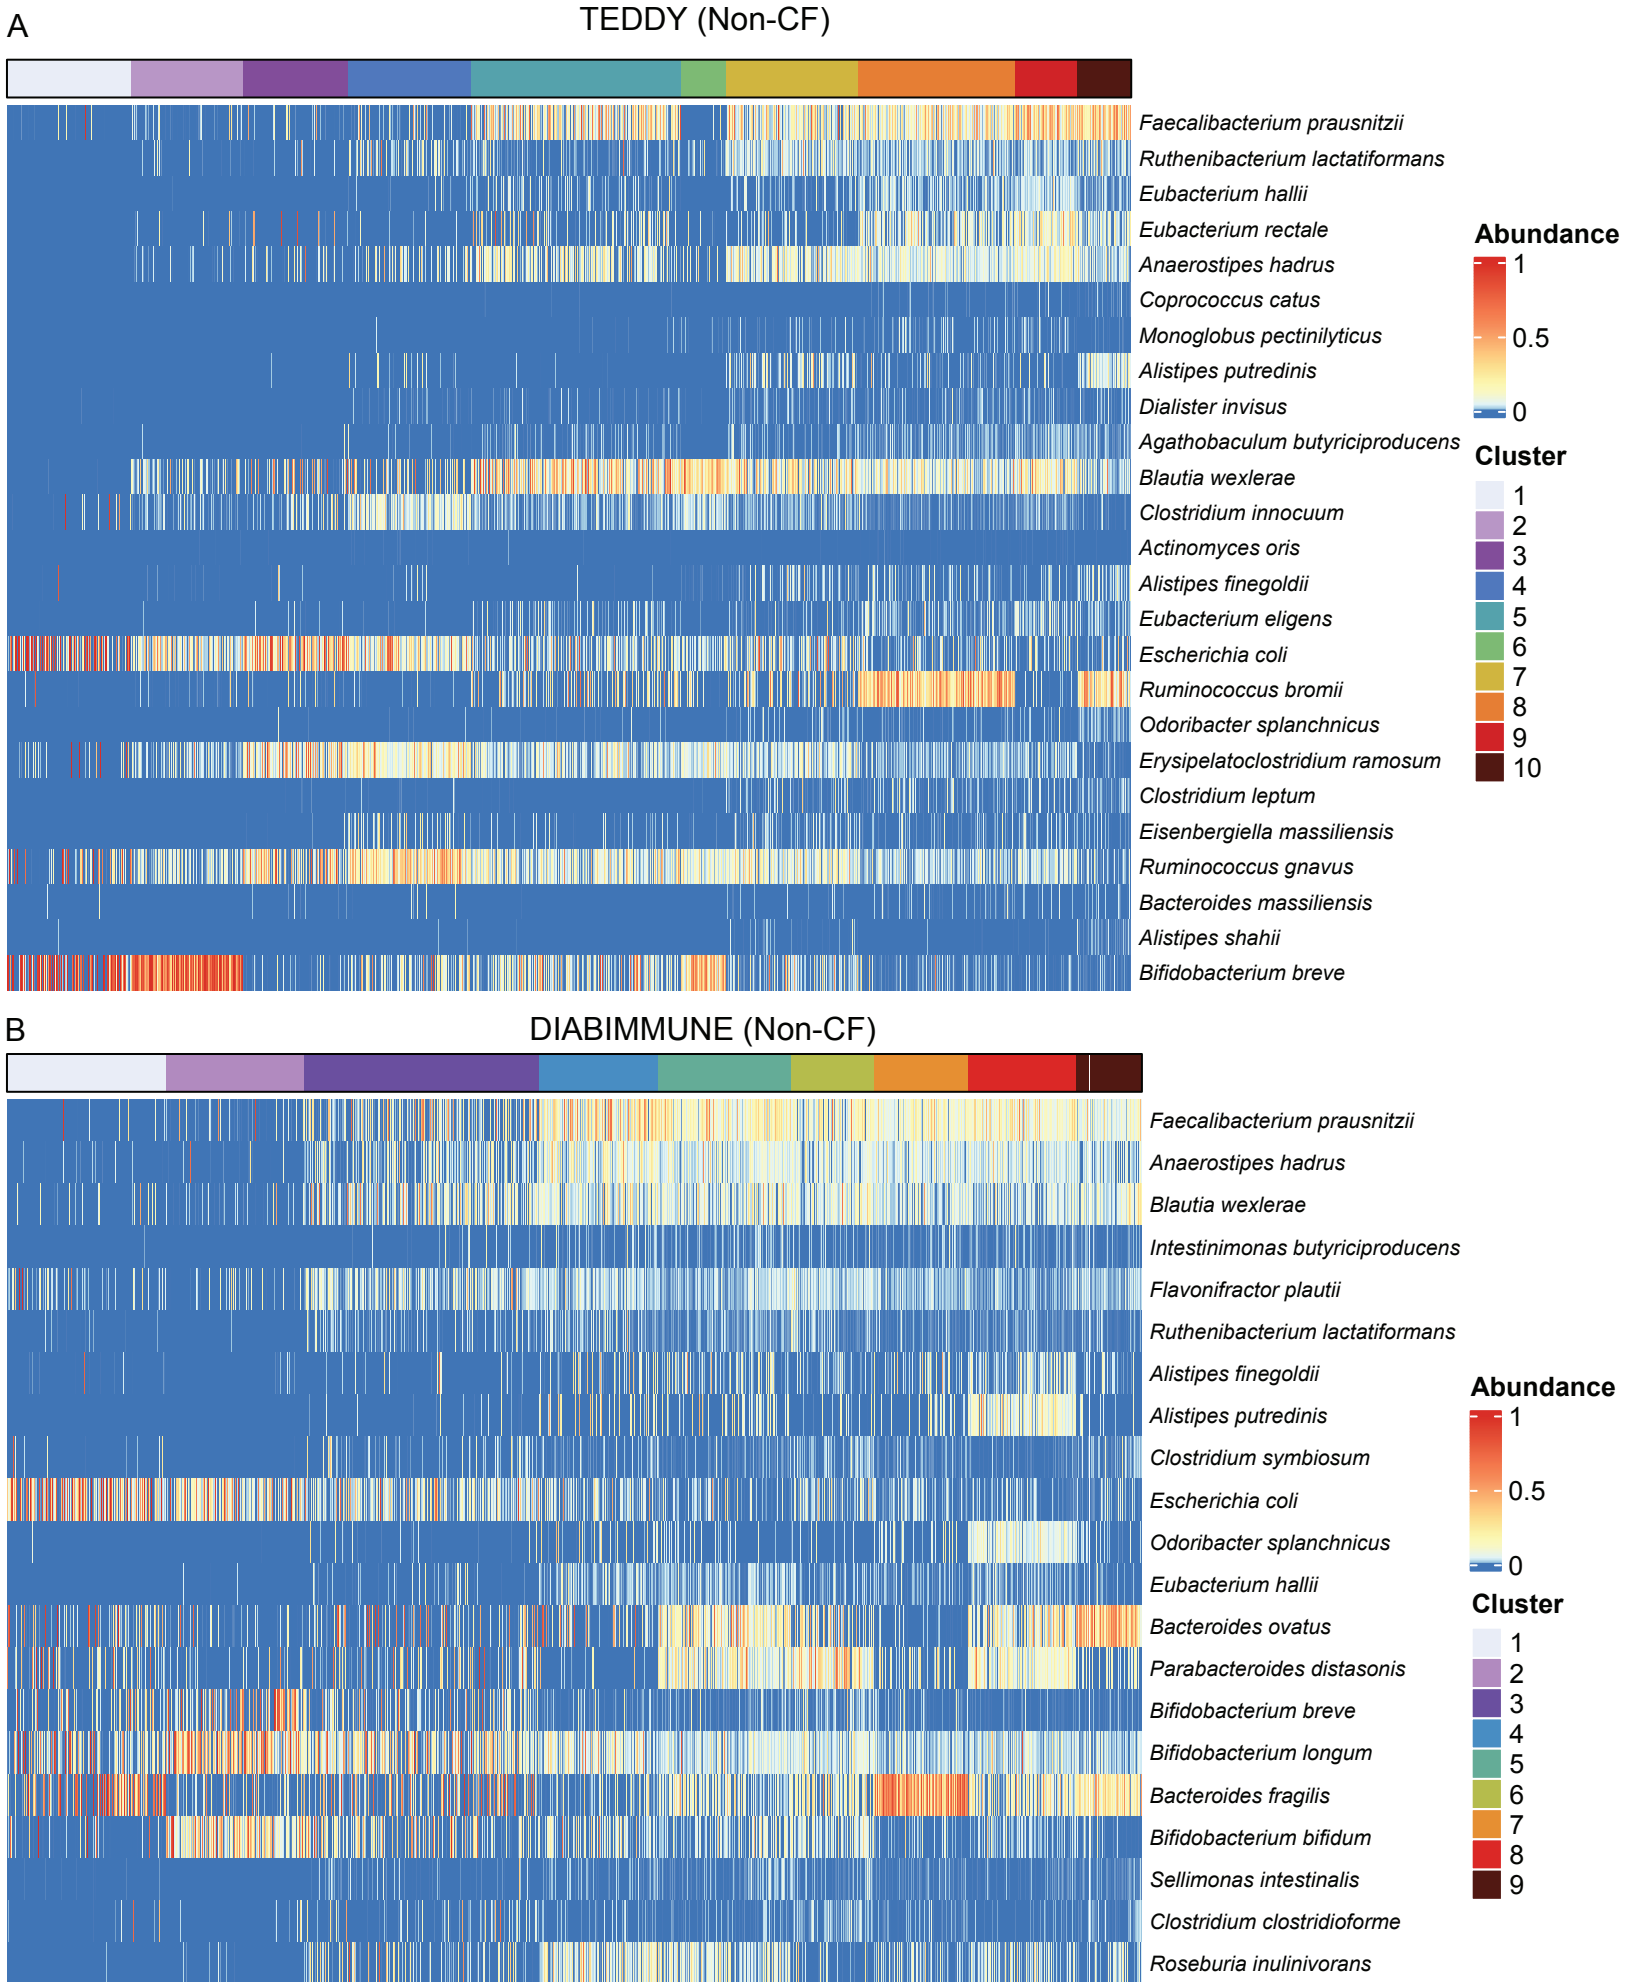 A
TEDDY (Non-CF)
Faecalibacterium prausnitzii
Ruthenibacterium lactatiformans
Eubacterium hallii
Eubacterium rectale
Anaerostipes hadrus
Coprococcus catus
Monoglobus pectinilyticus
Alistipes putredinis
Dialister invisus
Agathobaculum butyriciproducens
Blautia wexlerae
Clostridium innocuum
Actinomyces oris
Alistipes finegoldii
Eubacterium eligens
Escherichia coli
Ruminococcus bromii
Odoribacter splanchnicus
Erysipelatoclostridium ramosum
Clostridium leptum
Eisenbergiella massiliensis
Ruminococcus gnavus
Bacteroides massiliensis
Alistipes shahii
Bifidobacterium breve
Abundance
1
0.5
0
Cluster
1
2
3
4
5
6
7
8
9
10
B
DIABIMMUNE (Non-CF)
Faecalibacterium prausnitzii
Anaerostipes hadrus
Blautia wexlerae
Intestinimonas butyriciproducens
Flavonifractor plautii
Ruthenibacterium lactatiformans
Alistipes finegoldii
Alistipes putredinis
Clostridium symbiosum
Escherichia coli
Odoribacter splanchnicus
Eubacterium hallii
Bacteroides ovatus
Parabacteroides distasonis
Bifidobacterium breve
Bifidobacterium longum
Bacteroides fragilis
Bifidobacterium bifidum
Sellimonas intestinalis
Clostridium clostridioforme
Roseburia inulinivorans
Abundance
1
0.5
0
Cluster
1
2
3
4
5
6
7
8
9